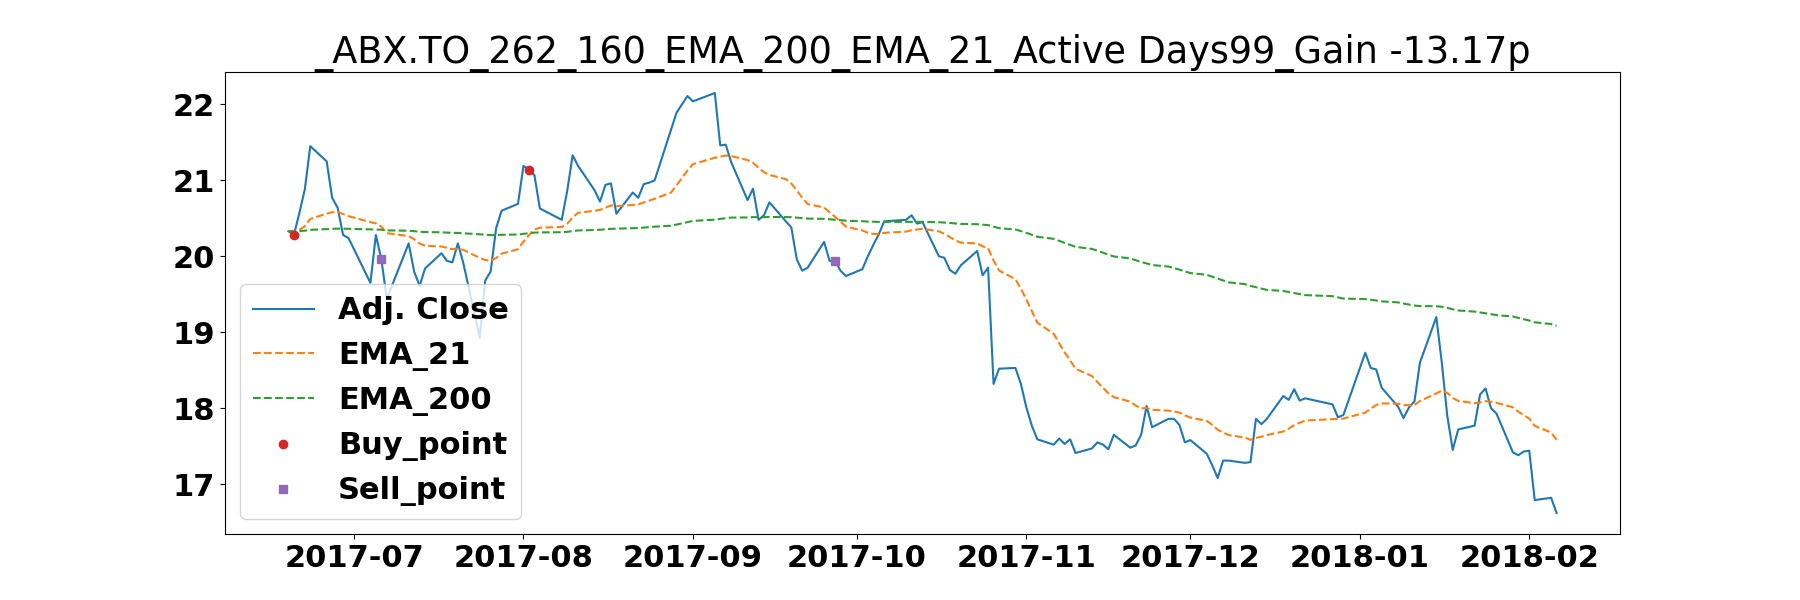 _ABX.TO_262_160_EMA_200_EMA_21_Active Days99_Gain -13.17p
22
21
20
19
18
17
Adj. Close
EMA_21
EMA_200
Buy_point
Sell_point
2017-07 2017-08 2017-09 2017-10 2017-11 2017-12 2018-01 2018-02